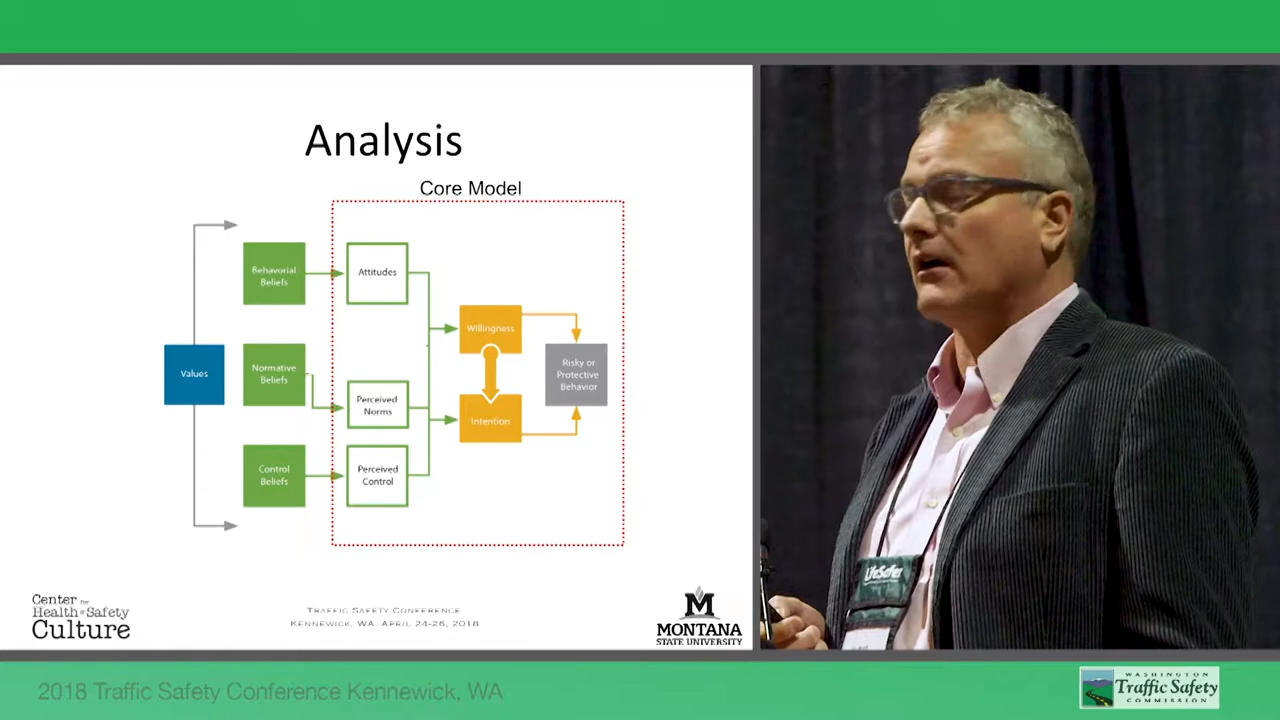 Analysis
Core Model
Behavorial
Beliefs
Attitudes
Willingness
Values
Normative
Beliefs
Risky or
Protective
Behavior
Perceived
Norms
Intention
Control
Beliefs
Perceived
Control
Center for
Health & Safety
Culture
TRAFFIC SAFETY CONFERENCE
KENNEWICK, WA. APRIL 24-26, 2018
M
MONTANA
STATE UNIVERSITY
LifeSafer
2018 Traffic Safety Conference Kennewick, WA
WASHINGTON
Traffic Safety
COMMISSION